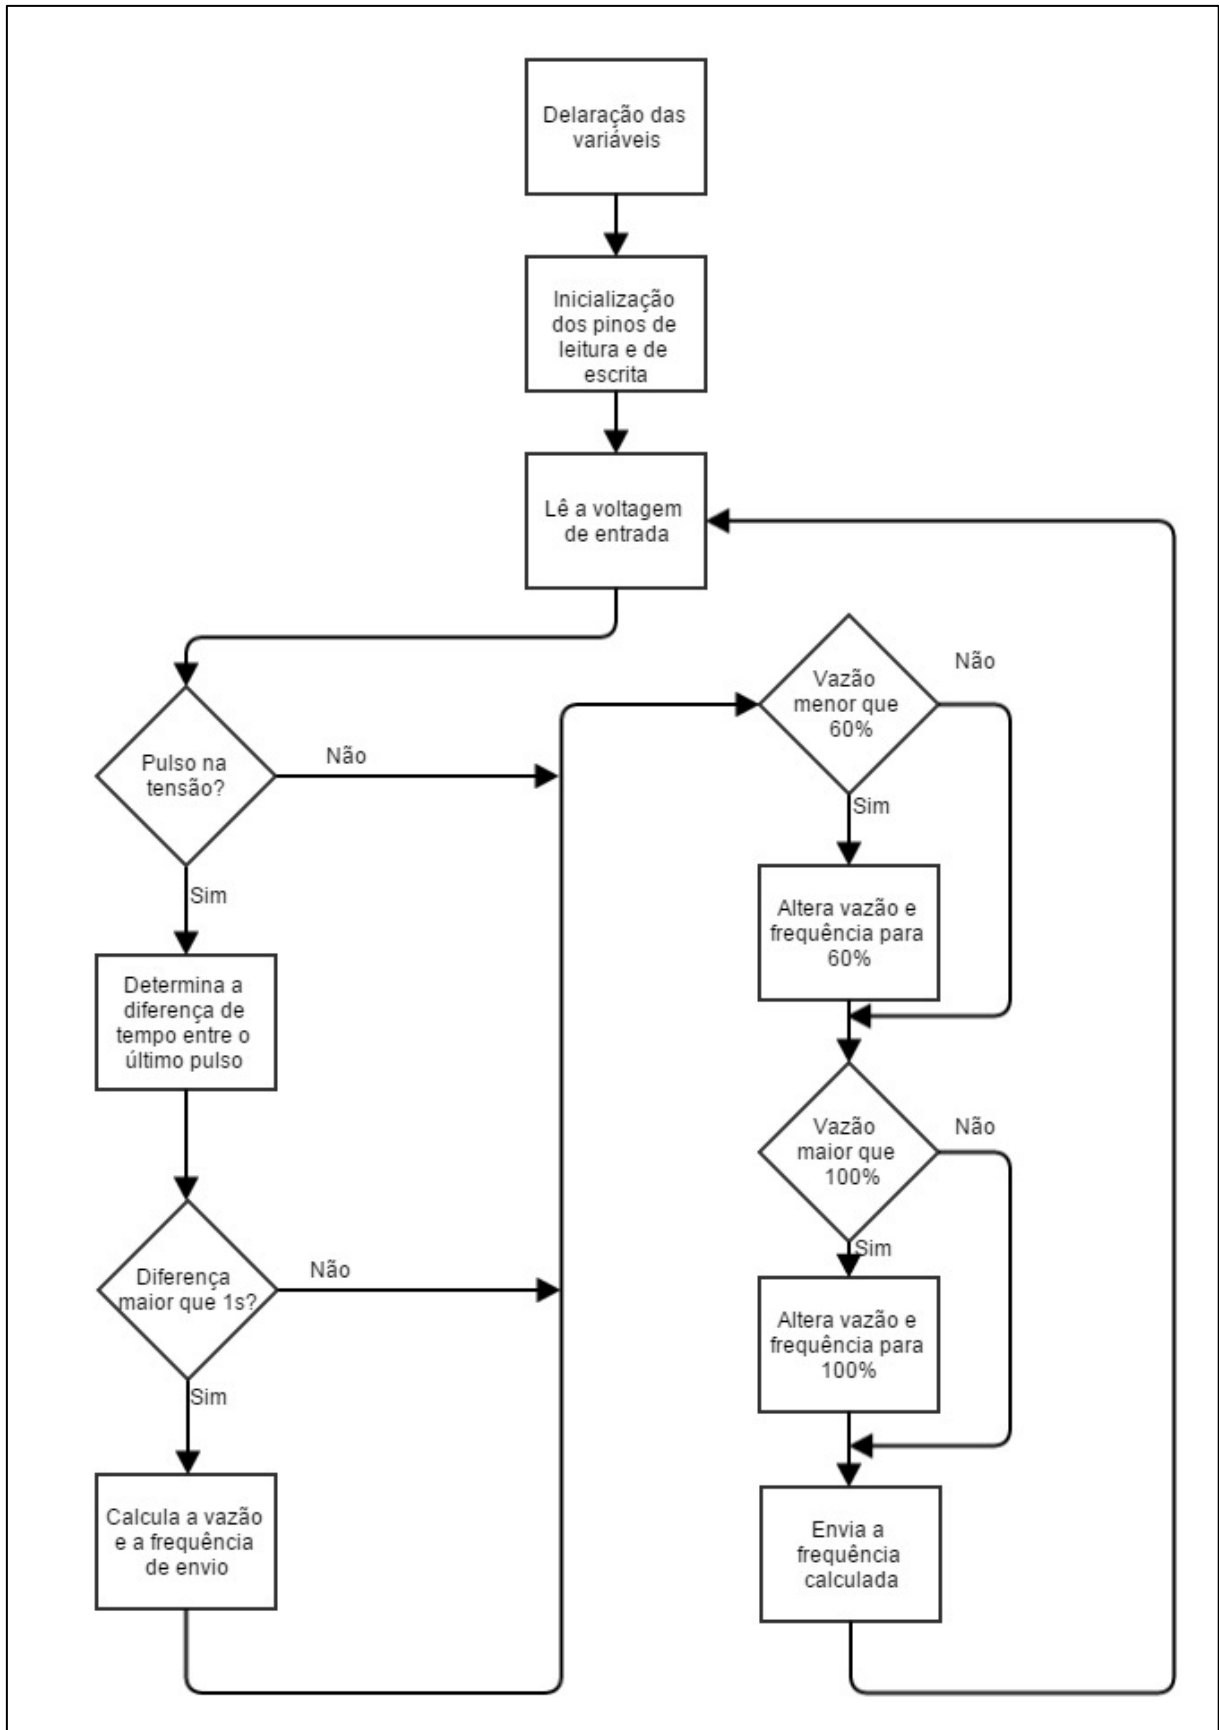 Delaração das
variáveis
Inicialização
dos pinos de
leitura e de
escrita
Lê a voltagem
de entrada
Pulso na
tensão?
Não
Sim
Determina a
diferença de
tempo entre o
último pulso
Diferença
maior que 1s?
Não
Sim
Calcula a vazão
e a frequência
de envio
Vazão
menor que
60%
Não
Sim
Altera vazão e
frequência para
60%
Vazão
maior que
100%
Não
Sim
Altera vazão e
frequência para
100%
Envia a
frequência
calculada